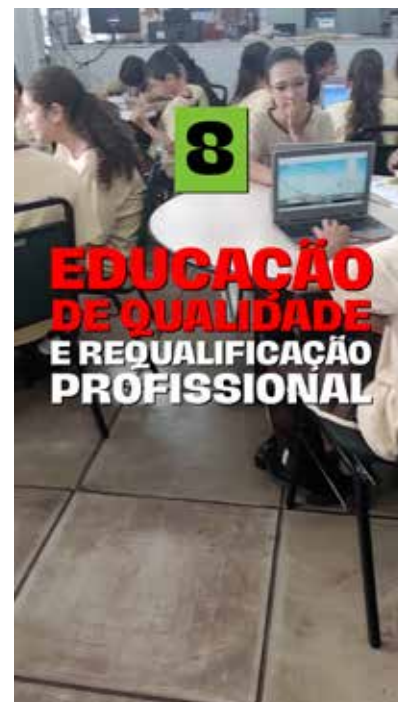 8
EDUCAÇÃO
DE QUALIDADE
E REQUALIFICAÇÃO
PROFISSIONAL